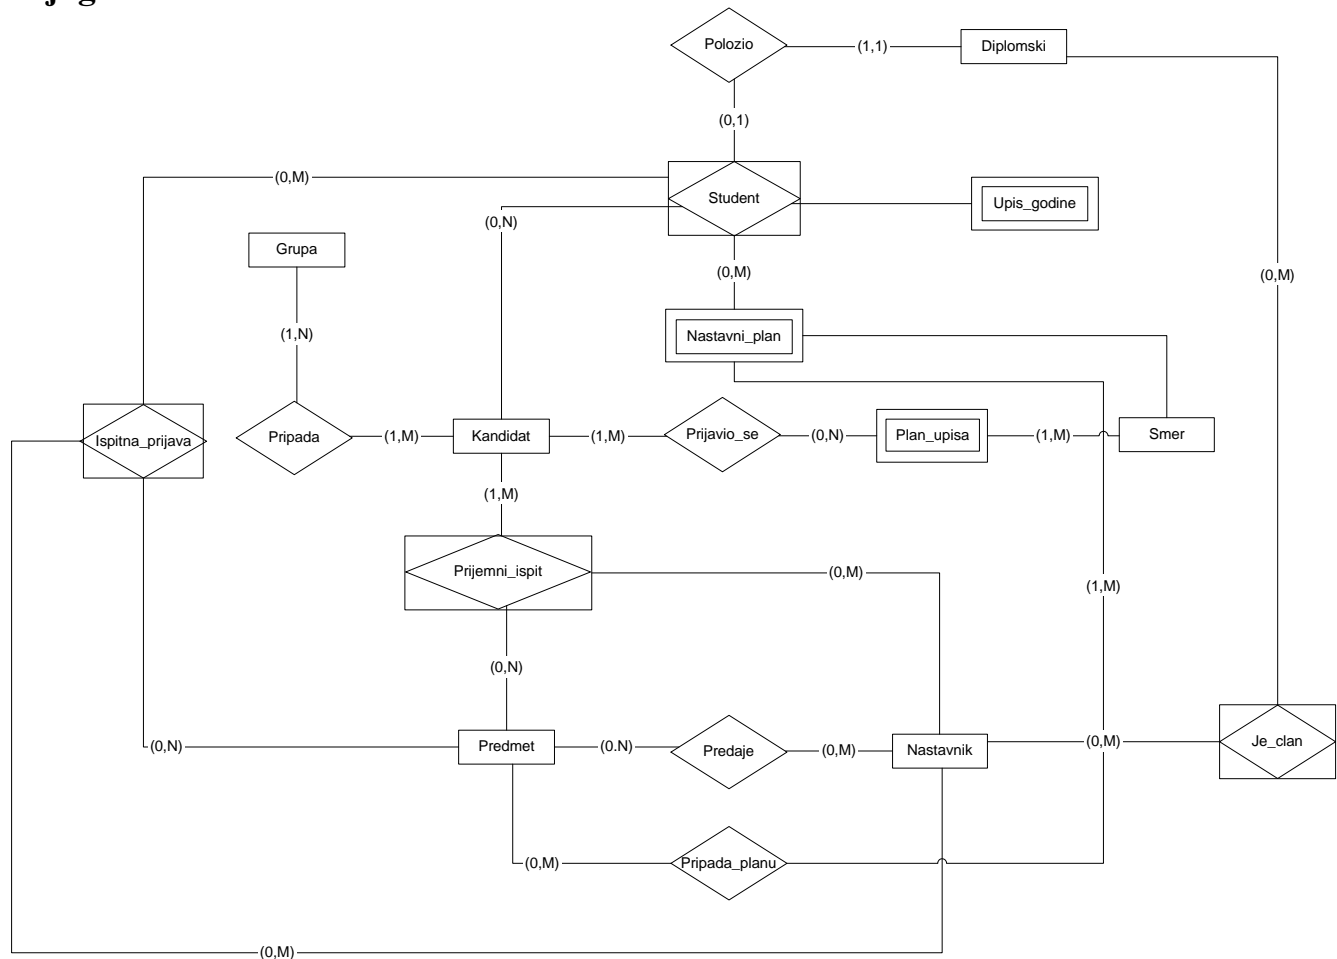 Polozio
(1,1)
Diplomski
(0,1)
(0,M)
Student
Upis_godine
(0,N)
Grupa
(0,M)
(0,M)
(1,N)
Nastavni_plan
Ispitna_prijava
Pripada
(1,M)
Kandidat
(1,M)
Prijavio_se
(0,N)
Plan_upisa
(1,M)
Smer
(1,M)
Prijemni_ispit
(0,M)
(1,M)
(0,N)
(0,N)
Predmet
(0.N)
Predaje
(0,M)
Nastavnik
(0,M)
Je_clan
(0,M)
Pripada_planu
(0,M)